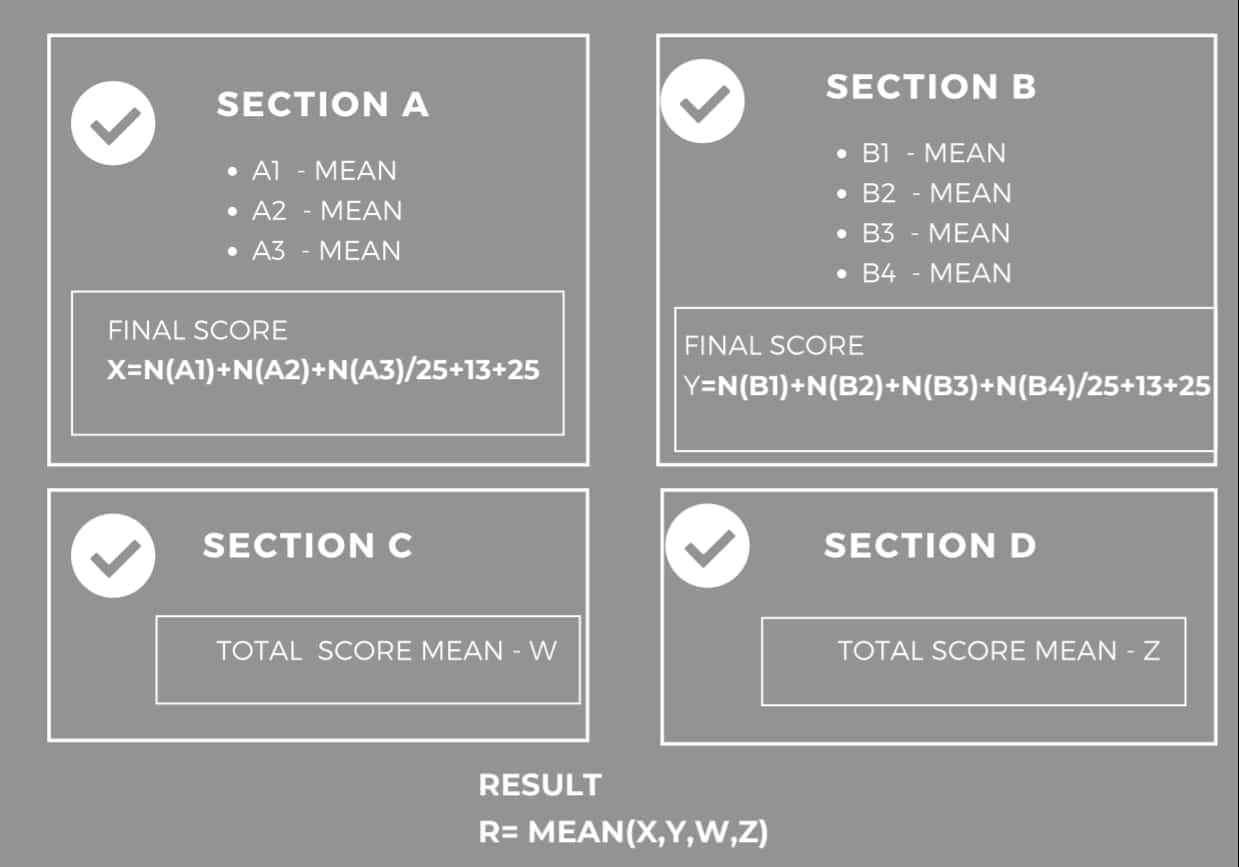 SECTION A
• A1 - MEAN
• A2 - MEAN
• A3 - MEAN
FINAL SCORE
X=N(A1)+N(A2)+N(A3)/25+13+25
SECTION B
• B1 - MEAN
• B2 - MEAN
• B3 - MEAN
• B4 - MEAN
FINAL SCORE
Y=N(B1)+N(B2)+N(B3)+N(B4)/25+13+25
SECTION C
TOTAL SCORE MEAN - W
SECTION D
TOTAL SCORE MEAN - Z
RESULT
R= MEAN(X,Y,W,Z)